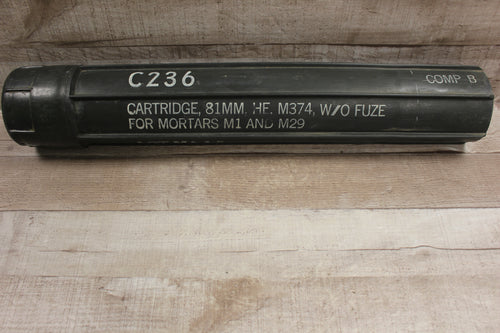 C236
COMP B
CARTRIDGE, 81MM, HE, M374, W/O FUZE
FOR MORTARS M1 AND M29